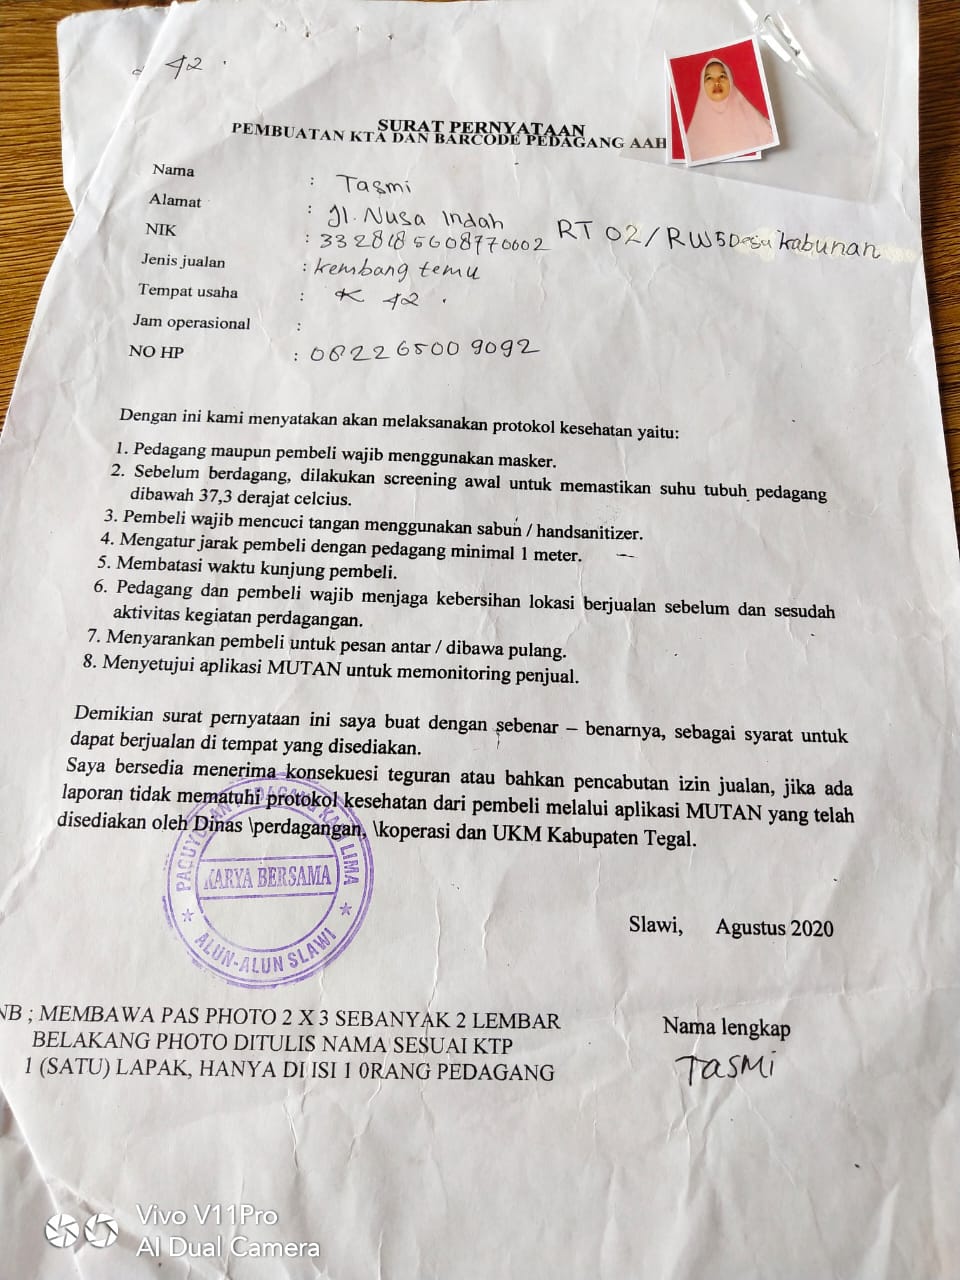 42
SURAT PERNYATAAN
PEMBUATAN KTA DAN BARCODE PEDAGANG AAH
Nama : Tasmi
Alamat : Jl. Nusa Indah RT 02/RW 5 Desa kabunan
NIK : 3328185608770002
Jenis jualan : kembang temu
Tempat usaha : K 42
Jam operasional :
NO HP : 082265009092
Dengan ini kami menyatakan akan melaksanakan protokol kesehatan yaitu:
1. Pedagang maupun pembeli wajib menggunakan masker.
2. Sebelum berdagang, dilakukan screening awal untuk memastikan suhu tubuh pedagang
dibawah 37,3 derajat celcius.
3. Pembeli wajib mencuci tangan menggunakan sabun / handsanitizer.
4. Mengatur jarak pembeli dengan pedagang minimal 1 meter.
5. Membatasi waktu kunjung pembeli.
6. Pedagang dan pembeli wajib menjaga kebersihan lokasi berjualan sebelum dan sesudah
aktivitas kegiatan perdagangan.
7. Menyarankan pembeli untuk pesan antar / dibawa pulang.
8. Menyetujui aplikasi MUTAN untuk memonitoring penjual.
Demikian surat pernyataan ini saya buat dengan sebenar – benarnya, sebagai syarat untuk
dapat berjualan di tempat yang disediakan.
Saya bersedia menerima konsekuesi teguran atau bahkan pencabutan izin jualan, jika ada
laporan tidak mematuhi protokol kesehatan dari pembeli melalui aplikasi MUTAN yang telah
disediakan oleh Dinas \perdagangan, \koperasi dan UKM Kabupaten Tegal.
PAGUYUBAN PEDAGANG KAKI LIMA
KARYA BERSAMA
ALUN-ALUN SLAWI
Slawi, Agustus 2020
NB ; MEMBAWA PAS PHOTO 2 X 3 SEBANYAK 2 LEMBAR
BELAKANG PHOTO DITULIS NAMA SESUAI KTP
1 (SATU) LAPAK, HANYA DI ISI 1 0RANG PEDAGANG
Nama lengkap
TASMI
Vivo V11Pro
AI Dual Camera